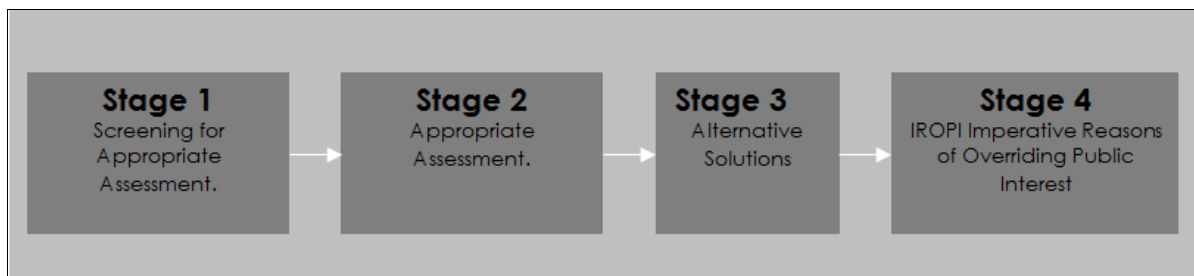 Stage 1
Screening for
Appropriate
Assessment.
Stage 2
Appropriate
Assessment.
Stage 3
Alternative
Solutions
Stage 4
IROPI Imperative Reasons
of Overriding Public
Interest